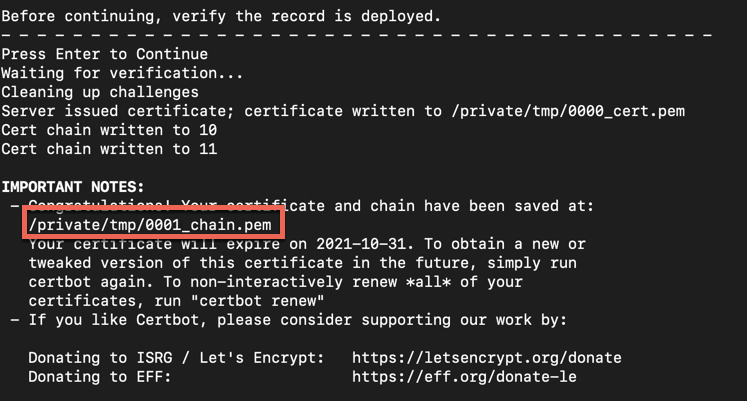 Before continuing, verify the record is deployed.
- - - - - - - - - - - - - - - - - - - - - - - - - - - - - - - - - - - - - - - -
Press Enter to Continue
Waiting for verification...
Cleaning up challenges
Server issued certificate; certificate written to /private/tmp/0000_cert.pem
Cert chain written to 10
Cert chain written to 11
IMPORTANT NOTES:
- Congratulations! Your certificate and chain have been saved at:
/private/tmp/0001_chain.pem
Your certificate will expire on 2021-10-31. To obtain a new or
tweaked version of this certificate in the future, simply run
certbot again. To non-interactively renew *all* of your
certificates, run "certbot renew"
- If you like Certbot, please consider supporting our work by:
Donating to ISRG / Let's Encrypt: https://letsencrypt.org/donate
Donating to EFF: https://eff.org/donate-le